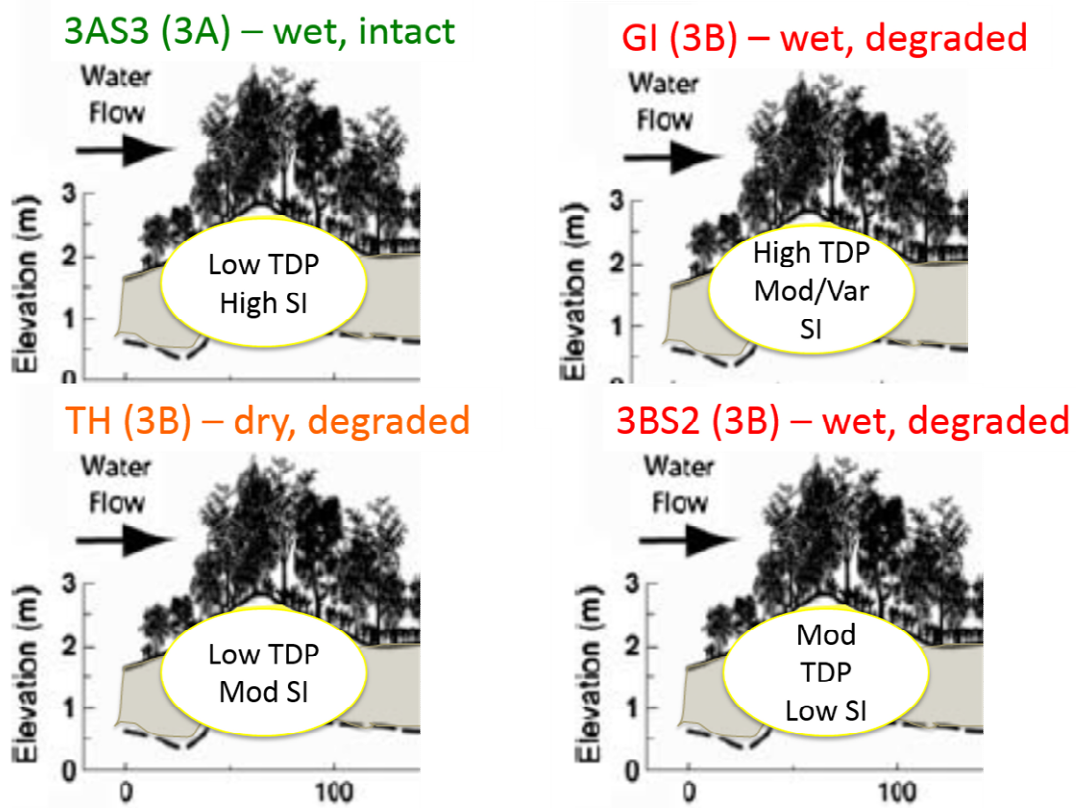 3AS3 (3A) – wet, intact
Water
Flow
Elevation (m)
3
2
1
0
Low TDP
High SI
GI (3B) – wet, degraded
Water
Flow
Elevation (m)
3
2
1
0
High TDP
Mod/Var
SI
TH (3B) – dry, degraded
Water
Flow
Elevation (m)
3
2
1
0
Low TDP
Mod SI
0 100
3BS2 (3B) – wet, degraded
Water
Flow
Elevation (m)
3
2
1
0
Mod
TDP
Low SI
0 100